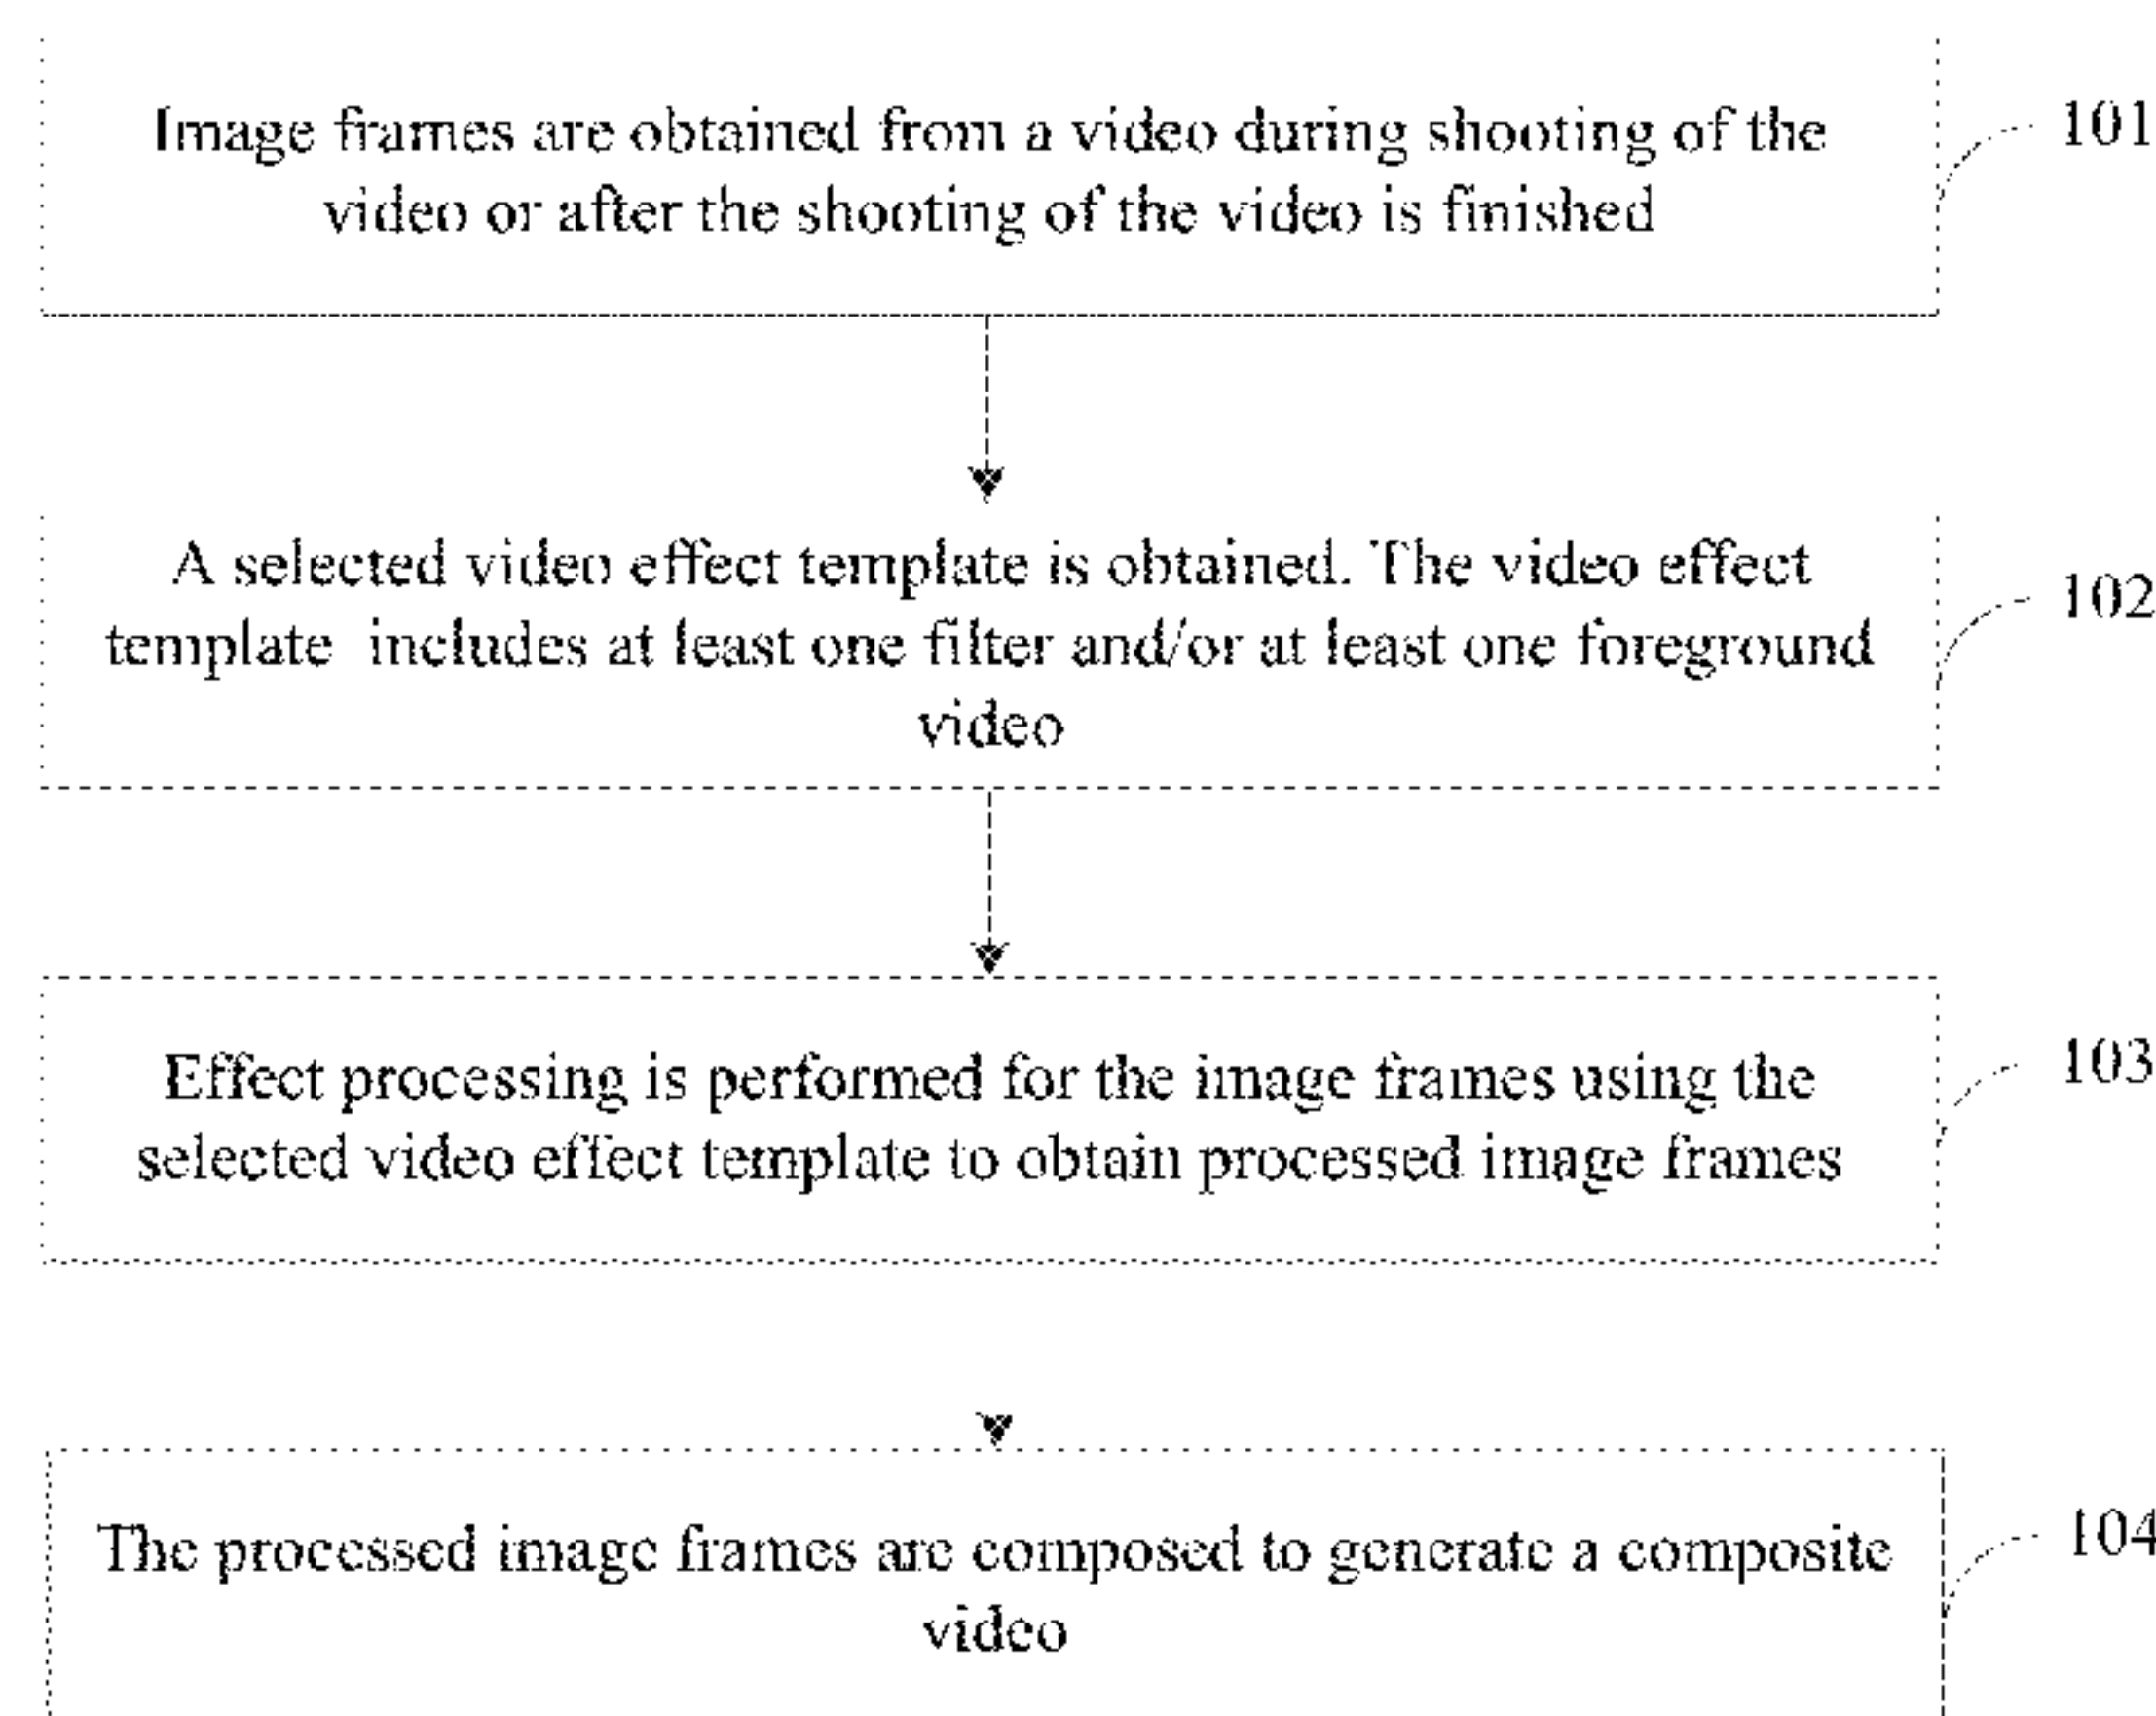 Image frames are obtained from a video during shooting of the
video or after the shooting of the video is finished
101
A selected video effect template is obtained. The video effect
template includes at least one filter and/or at least one foreground
video
102
Effect processing is performed for the image frames using the
selected video effect template to obtain processed image frames
103
The processed image frames are composed to generate a composite
video
104